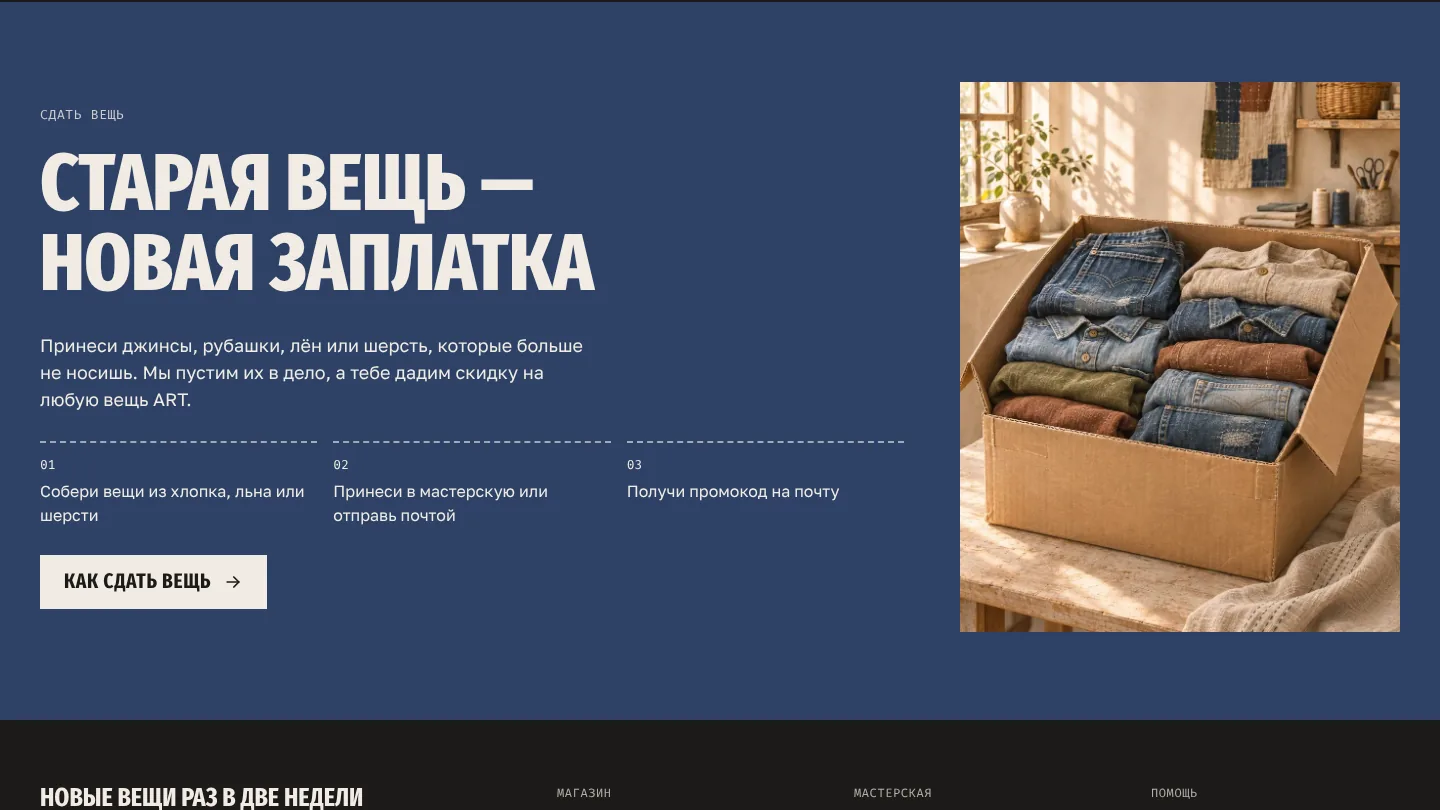 СДАТЬ ВЕЩЬ
СТАРАЯ ВЕЩЬ —
НОВАЯ ЗАПЛАТКА
Принеси джинсы, рубашки, лён или шерсть, которые больше
не носишь. Мы пустим их в дело, а тебе дадим скидку на
любую вещь ART.
01
Собери вещи из хлопка, льна или
шерсти
02
Принеси в мастерскую или
отправь почтой
03
Получи промокод на почту
КАК СДАТЬ ВЕЩЬ →
НОВЫЕ ВЕЩИ РАЗ В ДВЕ НЕДЕЛИ
МАГАЗИН
МАСТЕРСКАЯ
ПОМОЩЬ